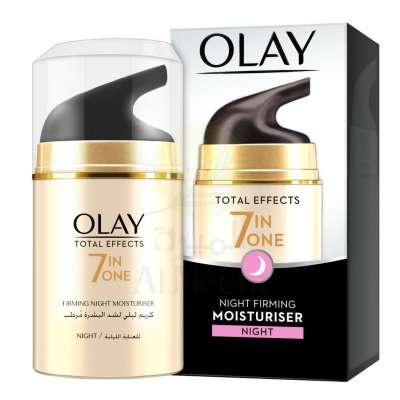 OLAY
TOTAL EFFECTS
7 IN ONE
FIRMING NIGHT MOISTURISER
كريم ليلي لشد البشرة مُرطب
NIGHT / للعناية الليلية
OLAY
TOTAL EFFECTS
7 IN ONE
NIGHT FIRMING
MOISTURISER
NIGHT